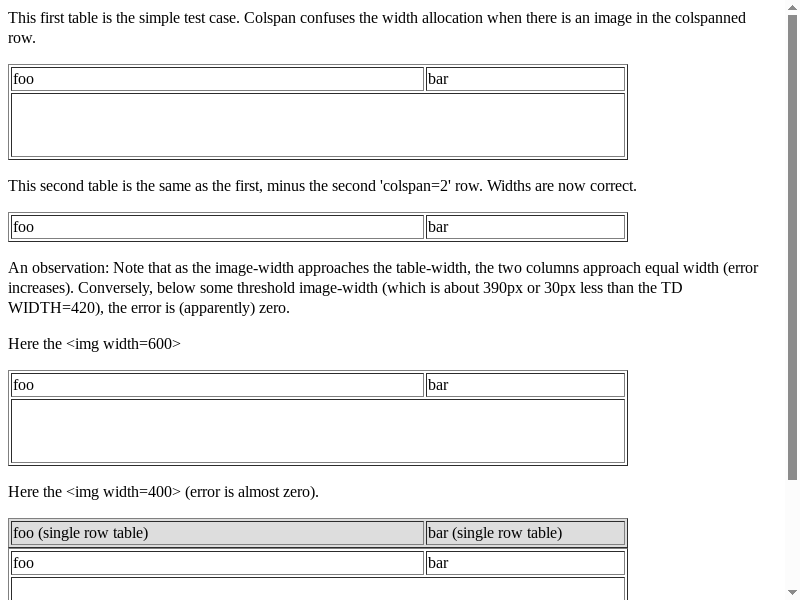 This first table is the simple test case. Colspan confuses the width allocation when there is an image in the colspanned
row.
foo bar
This second table is the same as the first, minus the second 'colspan=2' row. Widths are now correct.
foo bar
An observation: Note that as the image-width approaches the table-width, the two columns approach equal width (error
increases). Conversely, below some threshold image-width (which is about 390px or 30px less than the TD
WIDTH=420), the error is (apparently) zero.
Here the <img width=600>
foo bar
Here the <img width=400> (error is almost zero).
foo (single row table) bar (single row table)
foo bar